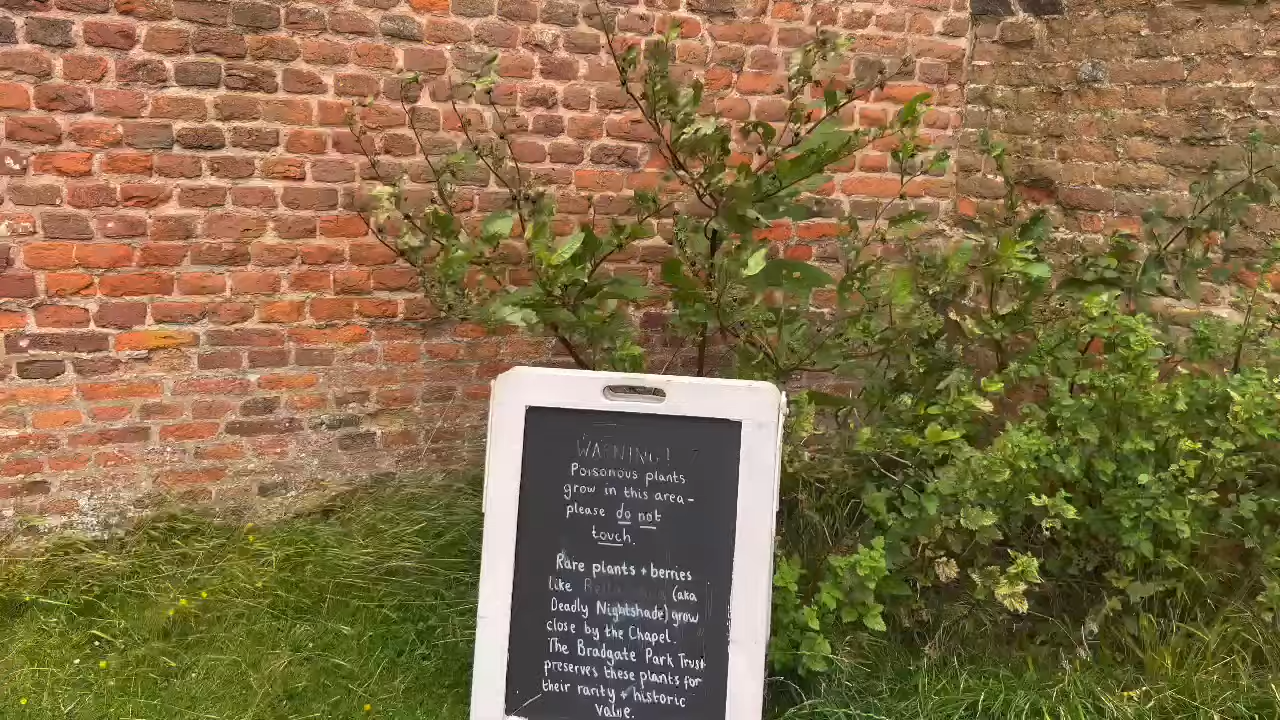 WARNING!
Poisonous plants
grow in this area-
please do not
touch.
Rare plants + berries
like Belladonna (aka
Deadly Nightshade) grow
close by the Chapel.
The Bradgate Park Trust
preserves these plants for
their rarity + historic
value.